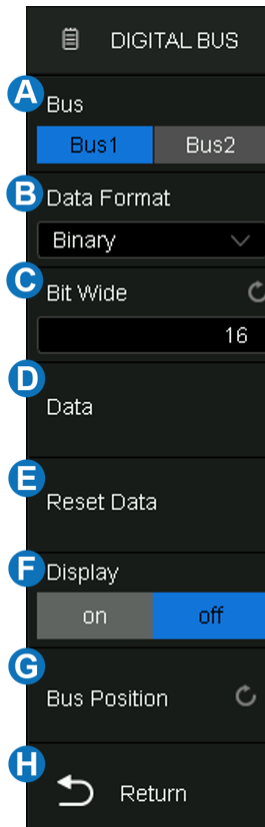 DIGITAL BUS
A
Bus
Bus1 Bus2
B
Data Format
Binary
C
Bit Wide
16
D
Data
E
Reset Data
F
Display
on off
G
Bus Position
H
Return